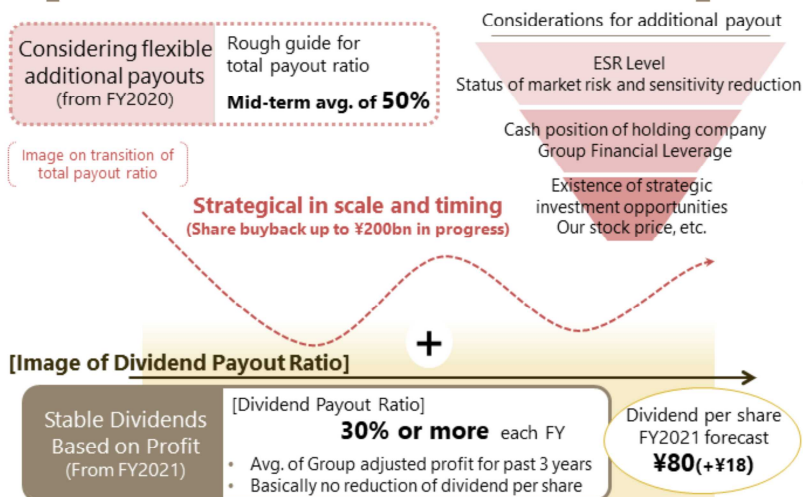 Considering flexible
additional payouts
(from FY2020)
Rough guide for
total payout ratio
Mid-term avg. of 50%
Considerations for additional payout
ESR Level
Status of market risk and sensitivity reduction
Cash position of holding company
Group Financial Leverage
Existence of strategic
investment opportunities
Our stock price, etc.
Image on transition of
total payout ratio
Strategical in scale and timing
(Share buyback up to ¥200bn in progress)
+
[Image of Dividend Payout Ratio]
Stable Dividends
Based on Profit
(From FY2021)
[Dividend Payout Ratio]
30% or more each FY
• Avg. of Group adjusted profit for past 3 years
• Basically no reduction of dividend per share
Dividend per share
FY2021 forecast
¥80(+¥18)